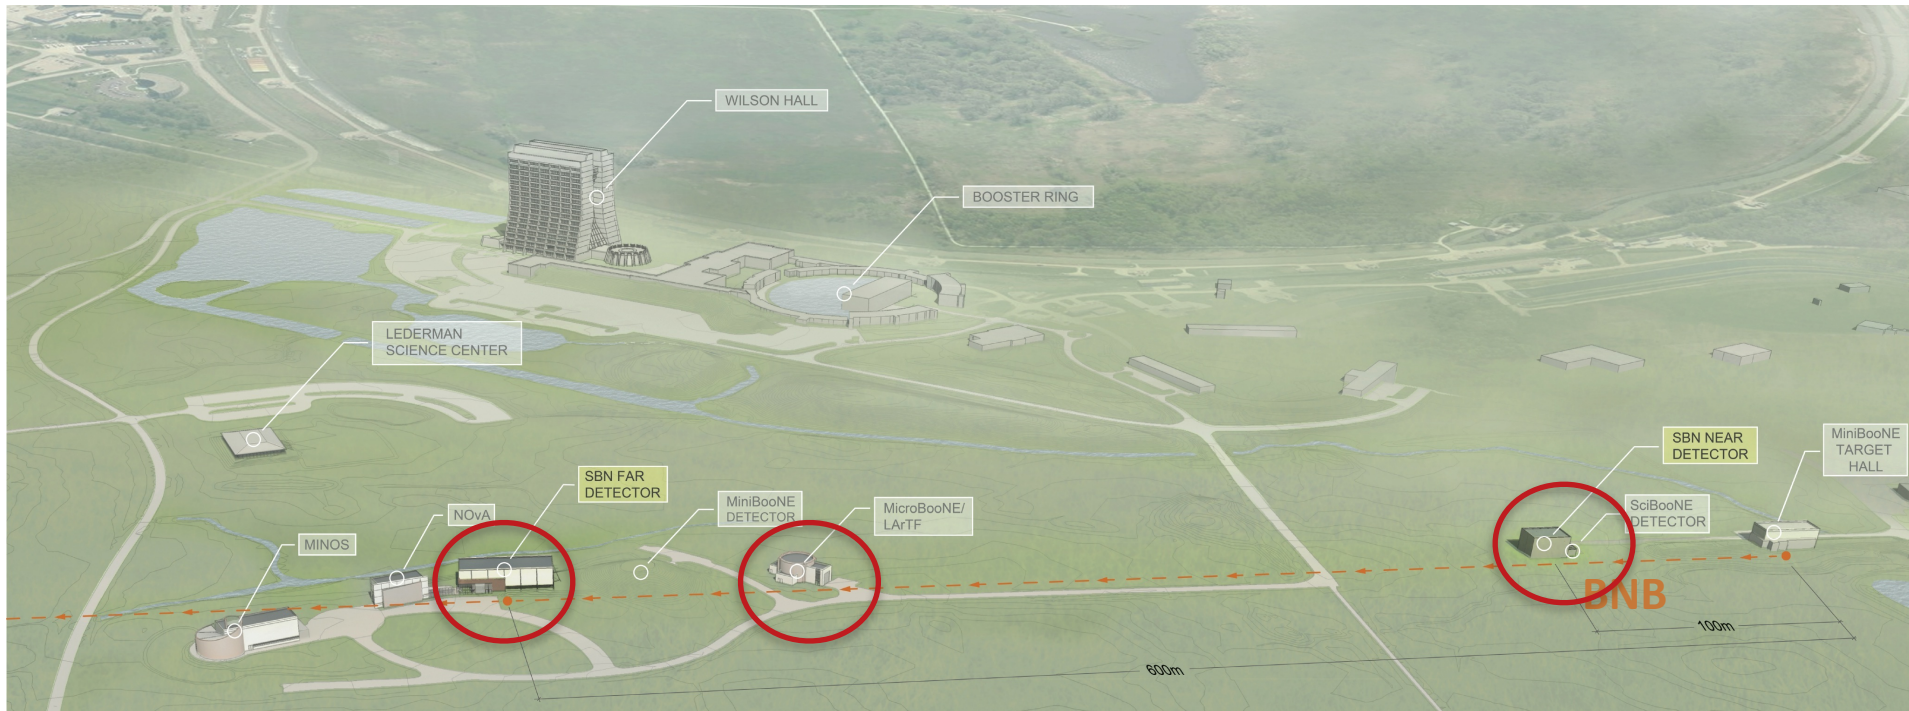 WILSON HALL
BOOSTER RING
LEDERMAN
SCIENCE CENTER
SBN NEAR
DETECTOR
MiniBooNE
TARGET
HALL
SBN FAR
DETECTOR
MiniBooNE
DETECTOR
MicroBooNE/
LArTF
SciBooNE
DETECTOR
NOvA
MINOS
BNB
100m
600m